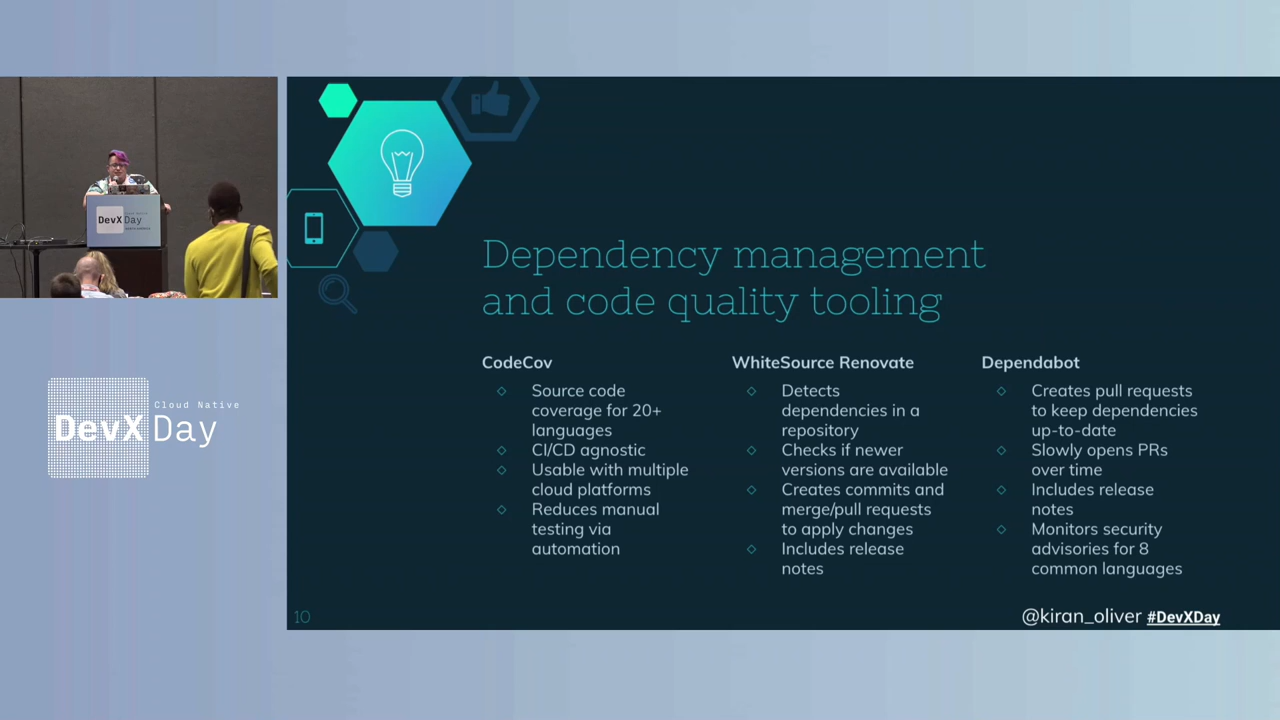 DevX Day
Cloud Native
DevX Day
Dependency management
and code quality tooling
CodeCov
Source code
coverage for 20+
languages
CI/CD agnostic
Usable with multiple
cloud platforms
Reduces manual
testing via
automation
WhiteSource Renovate
Detects
dependencies in a
repository
Checks if newer
versions are available
Creates commits and
merge/pull requests
to apply changes
Includes release
notes
Dependabot
Creates pull requests
to keep dependencies
up-to-date
Slowly opens PRs
over time
Includes release
notes
Monitors security
advisories for 8
common languages
10
@kiran_oliver #DevXDay